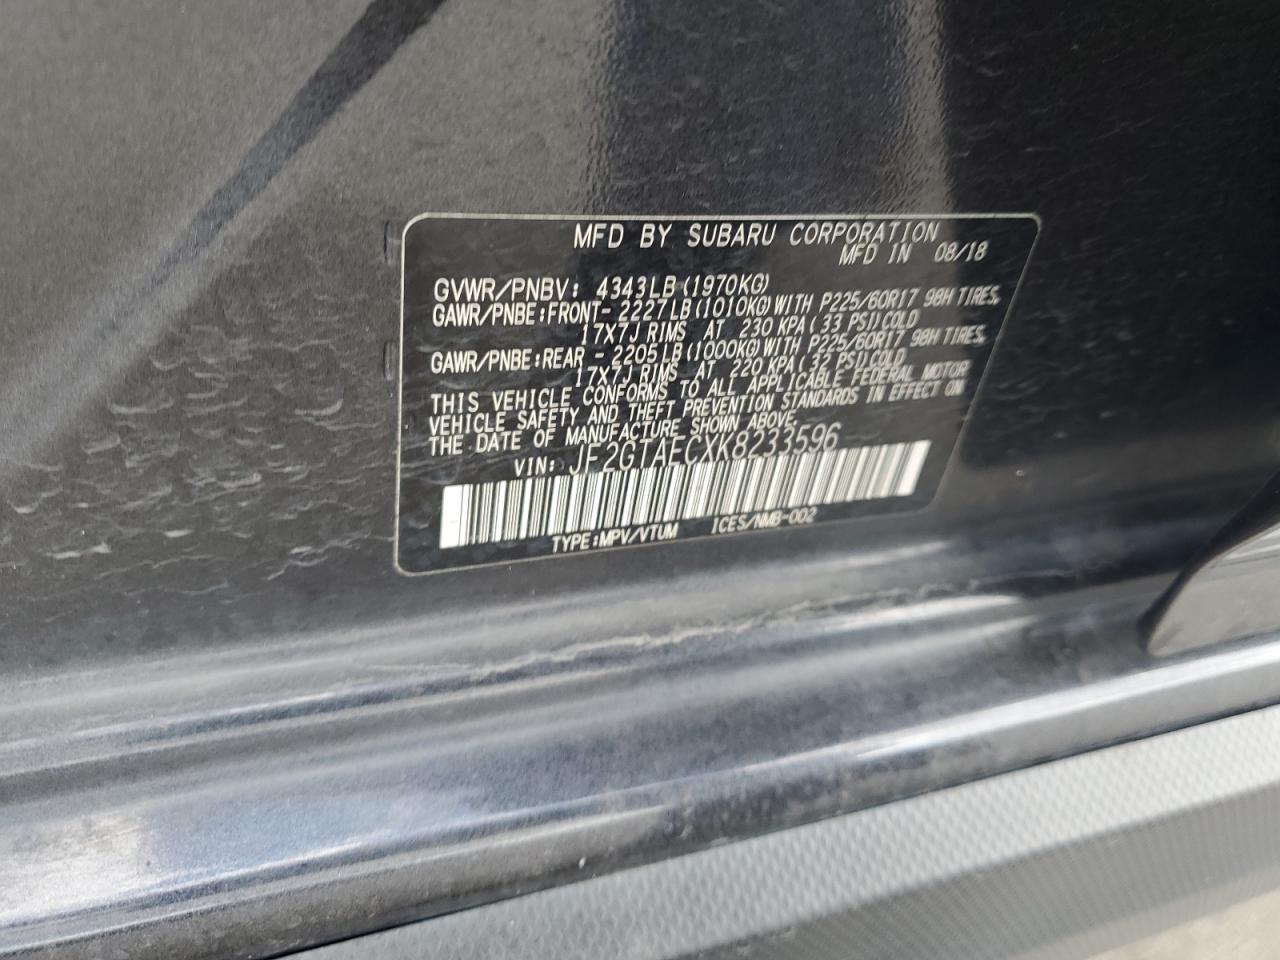 MFD BY SUBARU CORPORATION
MFD IN 08/18
GVWR/PNBV: 4343LB(1970KG)
GAWR/PNBE:FRONT- 2227LB(1010KG)WITH P225/60R17 98H TIRES,
17X7J RIMS AT 230 KPA(33 PSI)COLD
GAWR/PNBE:REAR - 2205LB(1000KG)WITH P225/60R17 98H TIRES,
17X7J RIMS AT 220 KPA(32 PSI)COLD
THIS VEHICLE CONFORMS TO ALL APPLICABLE FEDERAL MOTOR
VEHICLE SAFETY AND THEFT PREVENTION STANDARDS IN EFFECT ON
THE DATE OF MANUFACTURE SHOWN ABOVE.
VIN: JF2GTAECXK8233596
TYPE:MPV/VTUM ICES/NMB-002